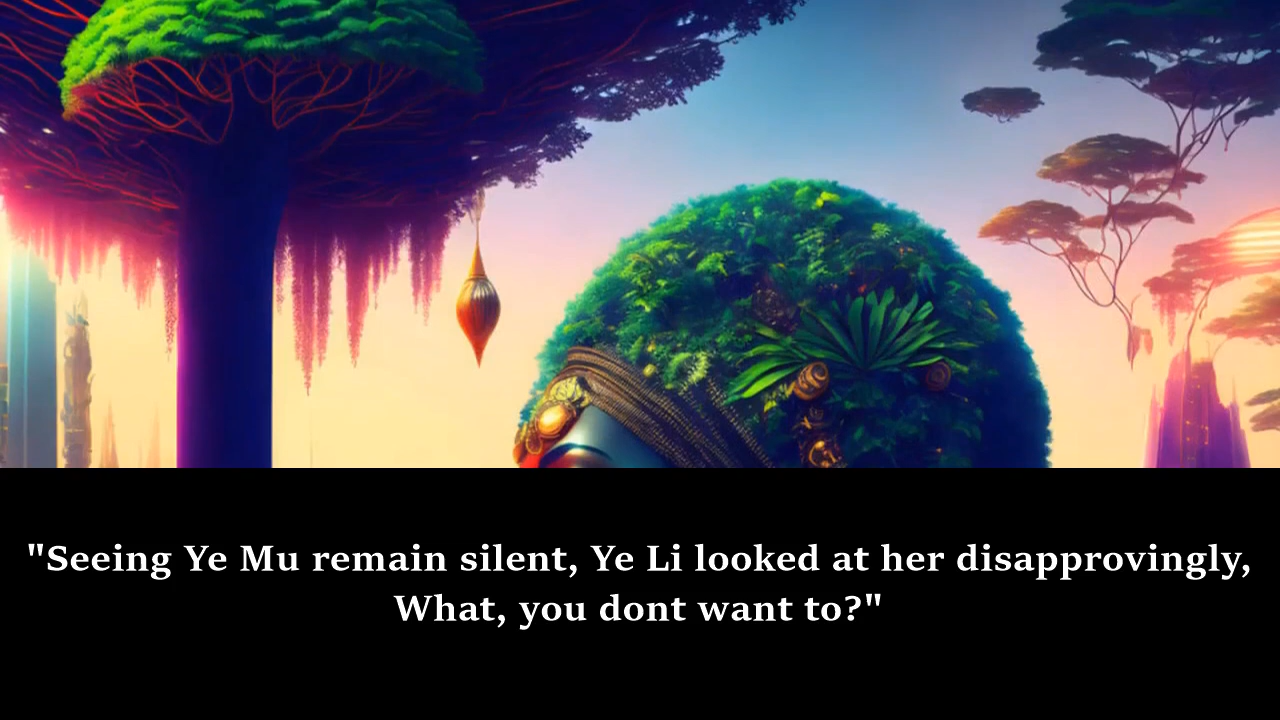 "Seeing Ye Mu remain silent, Ye Li looked at her disapprovingly,
What, you dont want to?"